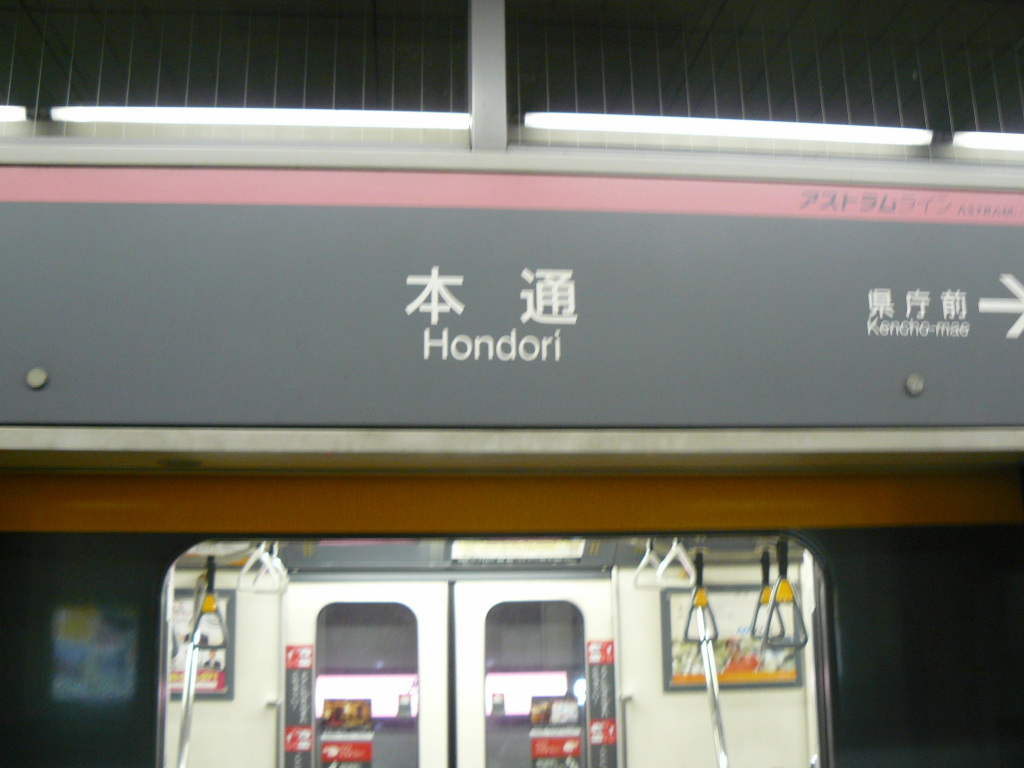 アストラムライン
本通
Hondori
県庁前
Kencho-mae